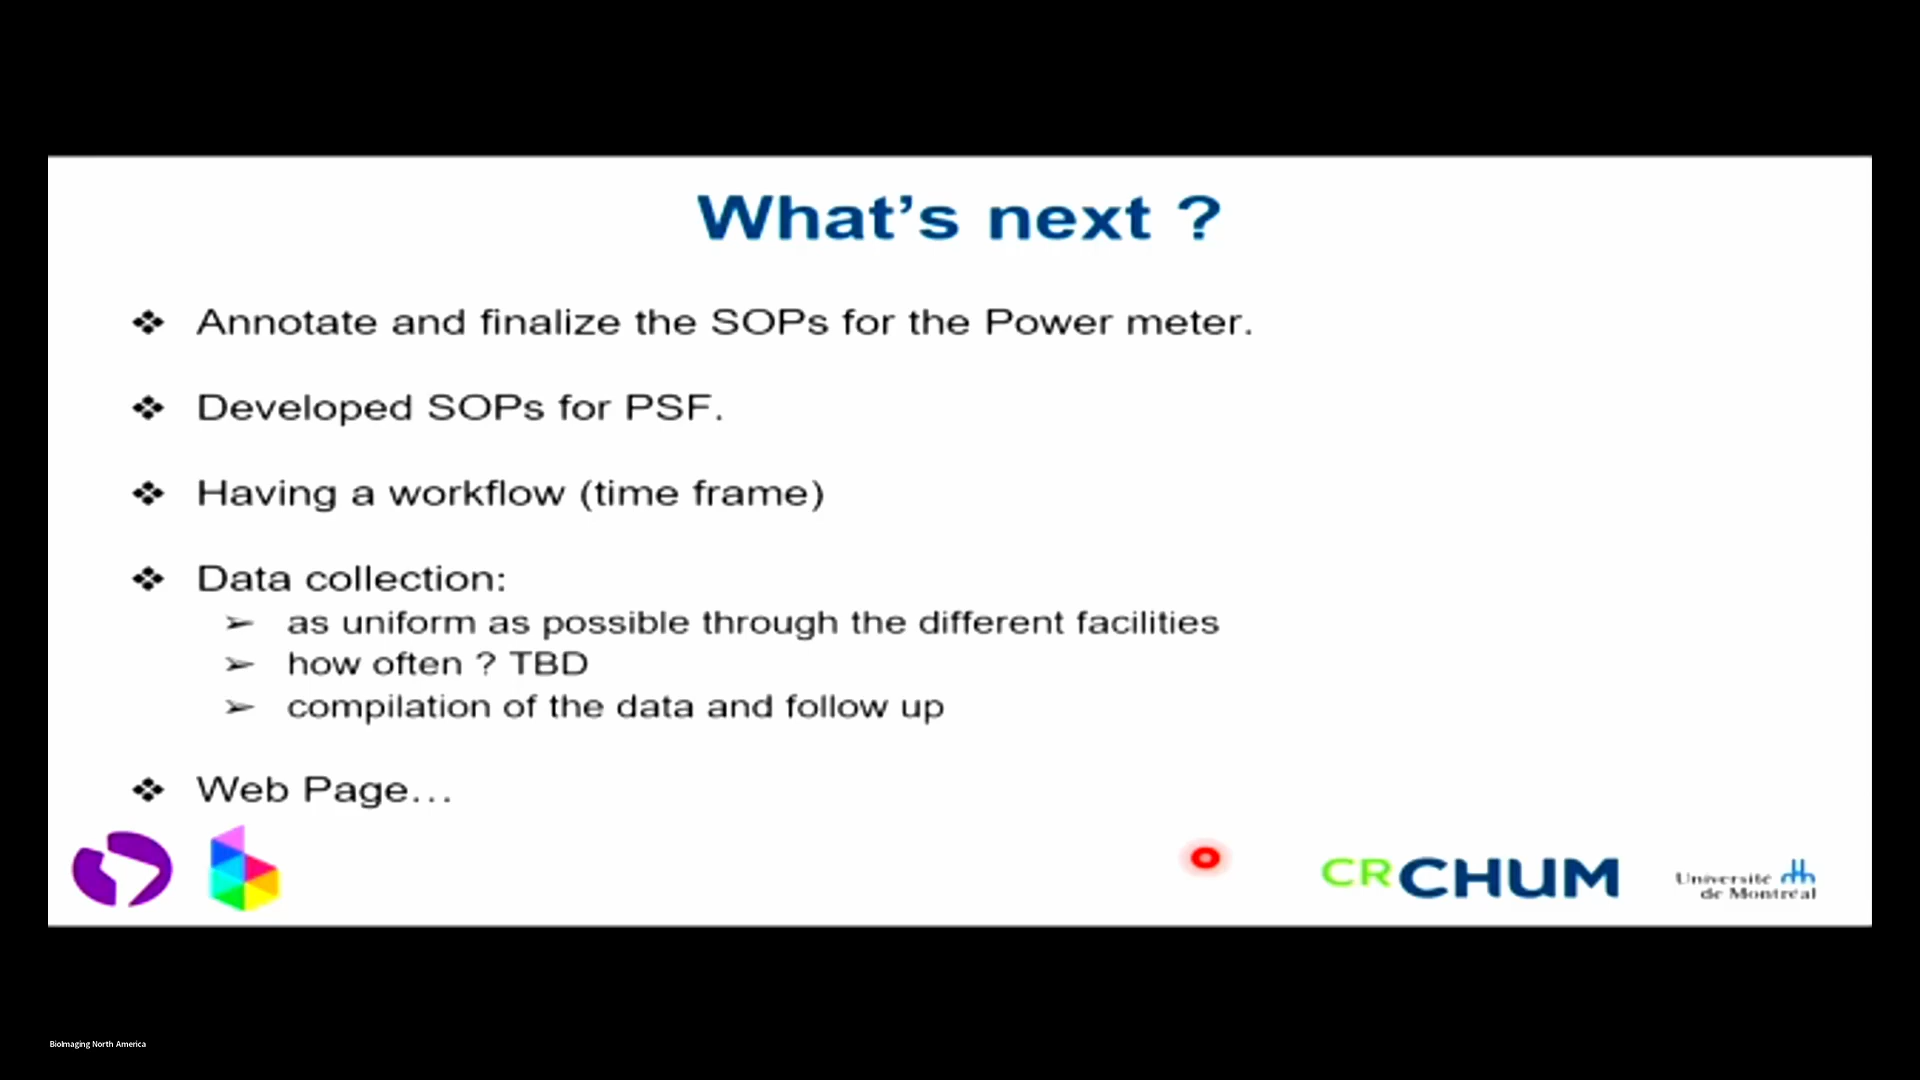 What's next ?
❖ Annotate and finalize the SOPs for the Power meter.
❖ Developed SOPs for PSF.
❖ Having a workflow (time frame)
❖ Data collection:
➢ as uniform as possible through the different facilities
➢ how often ? TBD
➢ compilation of the data and follow up
❖ Web Page…
CRCHUM
Université
de Montréal
BioImaging North America